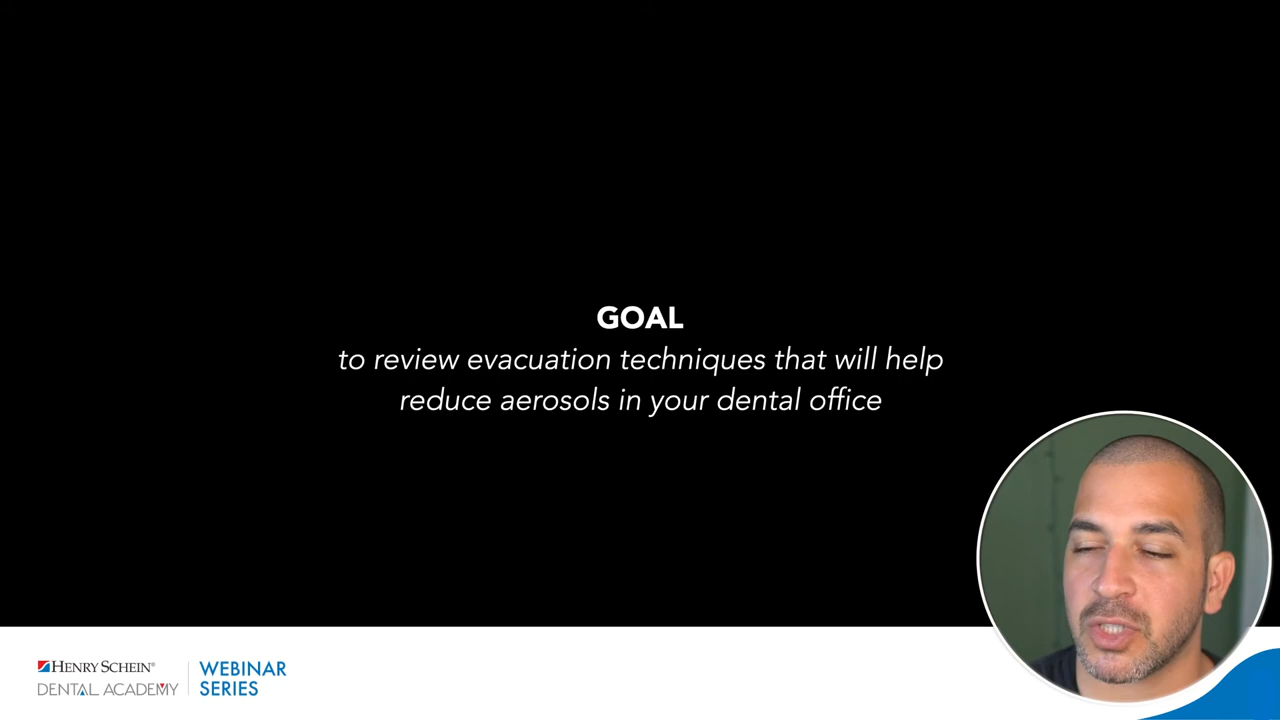 GOAL
to review evacuation techniques that will help
reduce aerosols in your dental office
HENRY SCHEIN®
DENTAL ACADEMY
WEBINAR
SERIES